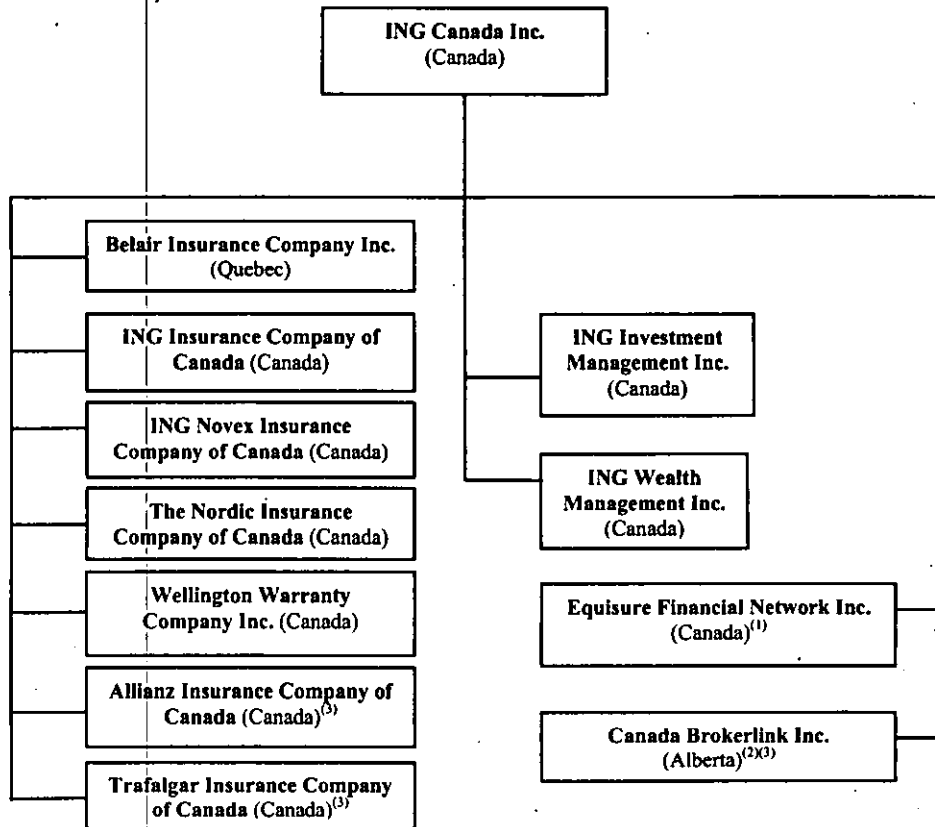 ING Canada Inc.
(Canada)
Belair Insurance Company Inc.
(Quebec)
ING Insurance Company of
Canada (Canada)
ING Novex Insurance
Company of Canada (Canada)
The Nordic Insurance
Company of Canada (Canada)
Wellington Warranty
Company Inc. (Canada)
Allianz Insurance Company of
Canada (Canada)(3)
Trafalgar Insurance Company
of Canada (Canada)(3)
ING Investment
Management Inc.
(Canada)
ING Wealth
Management Inc.
(Canada)
Equisure Financial Network Inc.
(Canada)(1)
Canada Brokerlink Inc.
(Alberta)(2)(3)